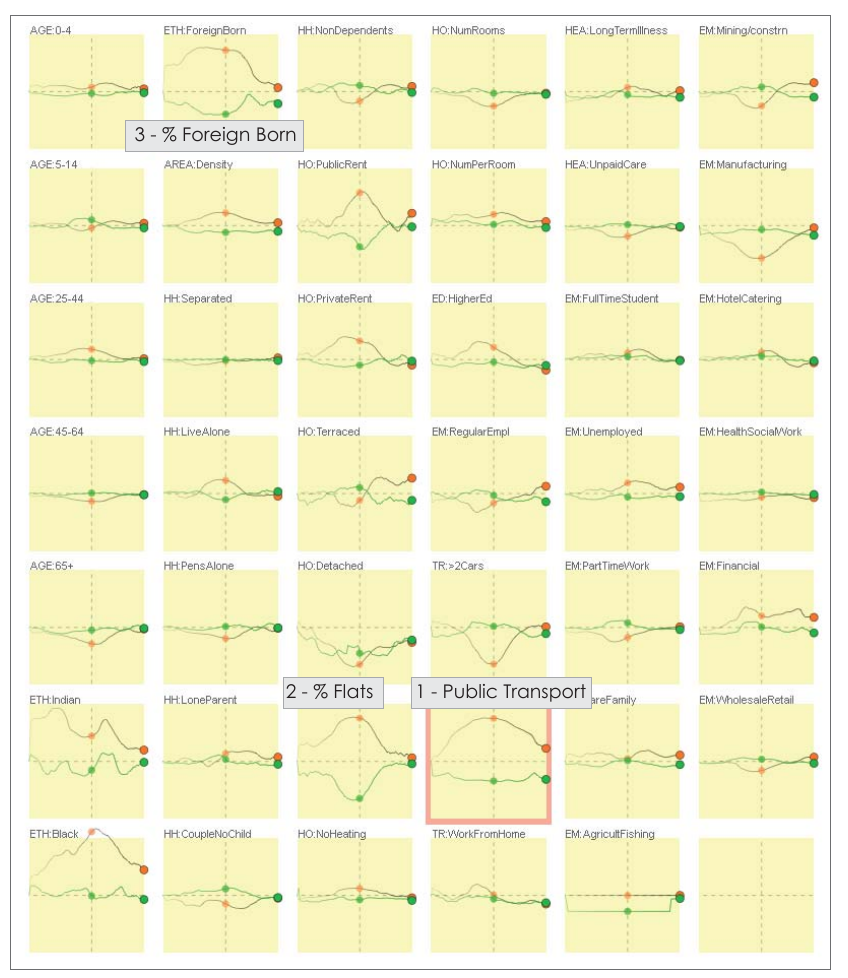 AGE:0-4 ETH:ForeignBorn HH:NonDependents HO:NumRooms HEA:LongTermIllness EM:Mining/constrn
3 - % Foreign Born
AGE:5-14 AREA:Density HO:PublicRent HO:NumPerRoom HEA:UnpaidCare EM:Manufacturing
AGE:25-44 HH:Separated HO:PrivateRent ED:HigherEd EM:FullTimeStudent EM:HotelCatering
AGE:45-64 HH:LiveAlone HO:Terraced EM:RegularEmpl EM:Unemployed EM:HealthSocialWork
AGE:65+ HH:PensAlone HO:Detached TR:>2Cars EM:PartTimeWork EM:Financial
2 - % Flats 1 - Public Transport
ETH:Indian HH:LoneParent areFamily EM:WholesaleRetail
ETH:Black HH:CoupleNoChild HO:NoHeating TR:WorkFromHome EM:AgricultFishing